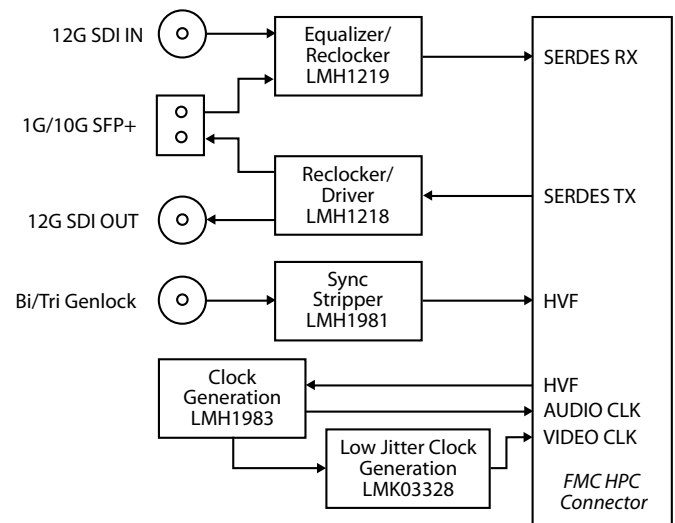 12G SDI IN
Equalizer/
Reclocker
LMH1219
SERDES RX
1G/10G SFP+
Reclocker/
Driver
LMH1218
SERDES TX
12G SDI OUT
Bi/Tri Genlock
Sync
Stripper
LMH1981
HVF
Clock
Generation
LMH1983
HVF
AUDIO CLK
VIDEO CLK
Low Jitter Clock
Generation
LMK03328
FMC HPC
Connector